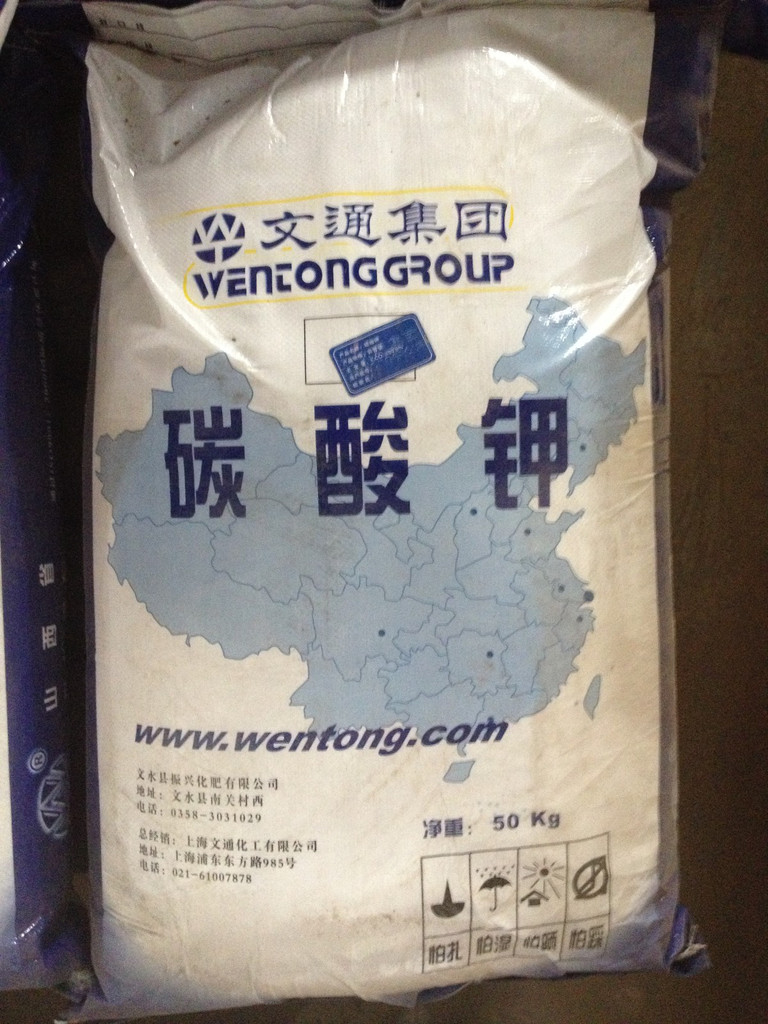 文通集团
WENTONGGROUP
碳酸钾
www.wentong.com
文水县振兴化肥有限公司
地址：文水县南关村西
电话：0358-3031029
总经销：上海文通化工有限公司
地址：上海浦东东方路985号
电话：021-61007878
净重：50 Kg
怕扎 怕湿 怕晒 怕踩
山西省
®